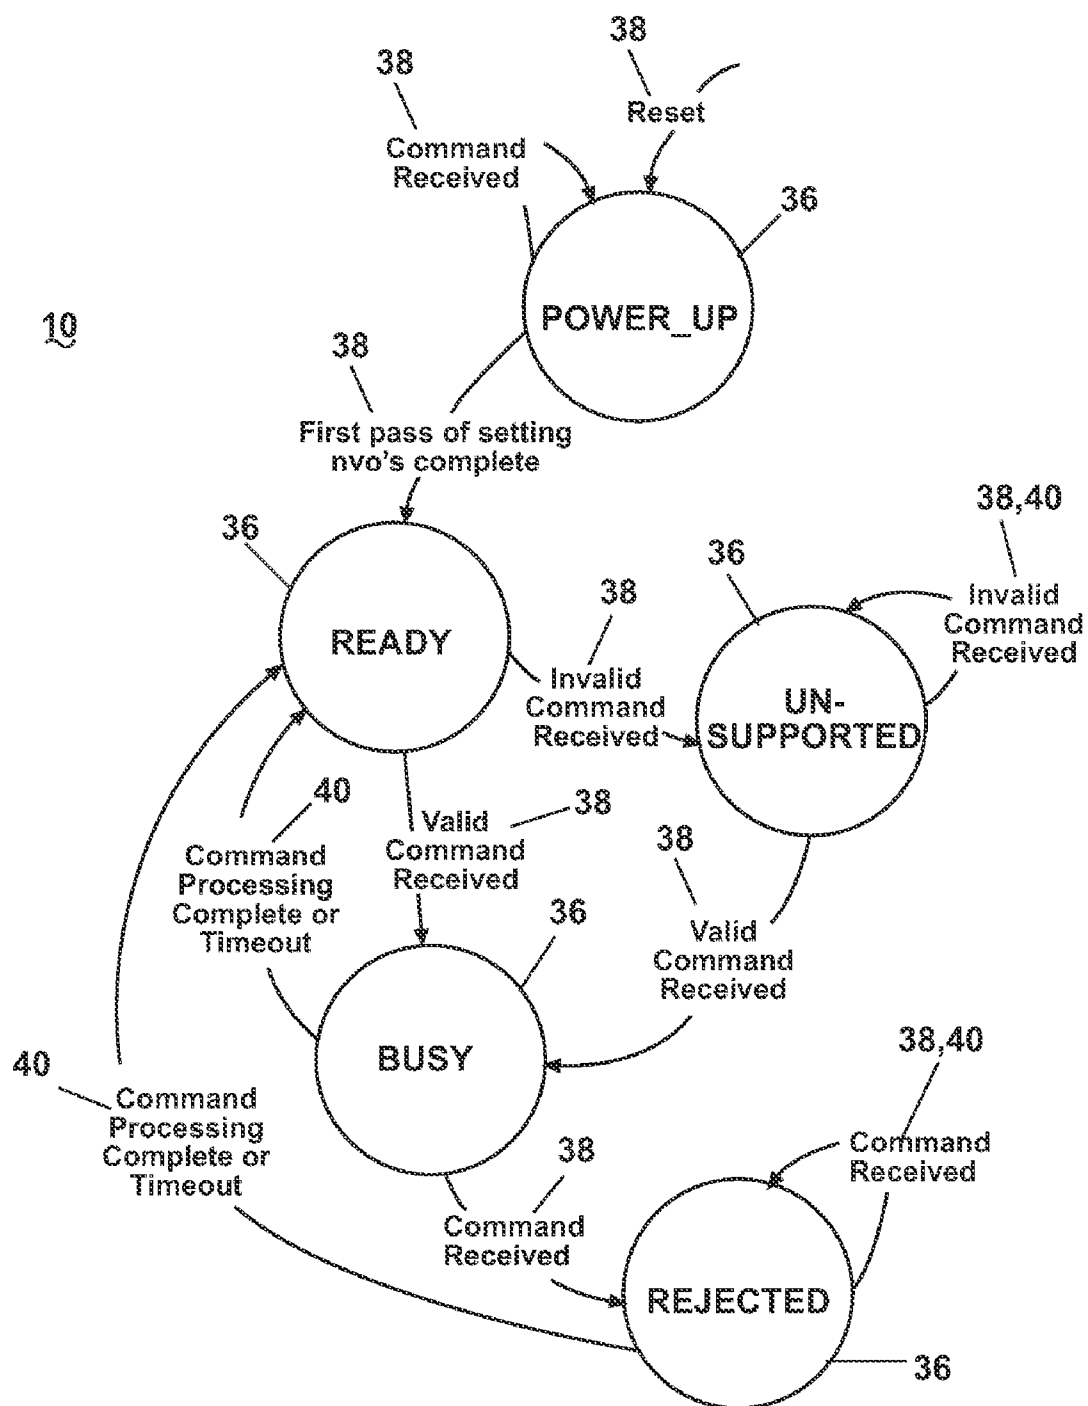 38
38
Reset
Command
Received
36
POWER_UP
10
38
First pass of setting
nvo's complete
38,40
36
36
Invalid
Command
Received
38
READY
Invalid
Command
Received
UN-
SUPPORTED
40
38
Valid
Command
Received
38
Command
Processing
Complete or
Timeout
36
Valid
Command
Received
BUSY
38,40
40
Command
Processing
Complete or
Timeout
Command
Received
38
Command
Received
REJECTED
36